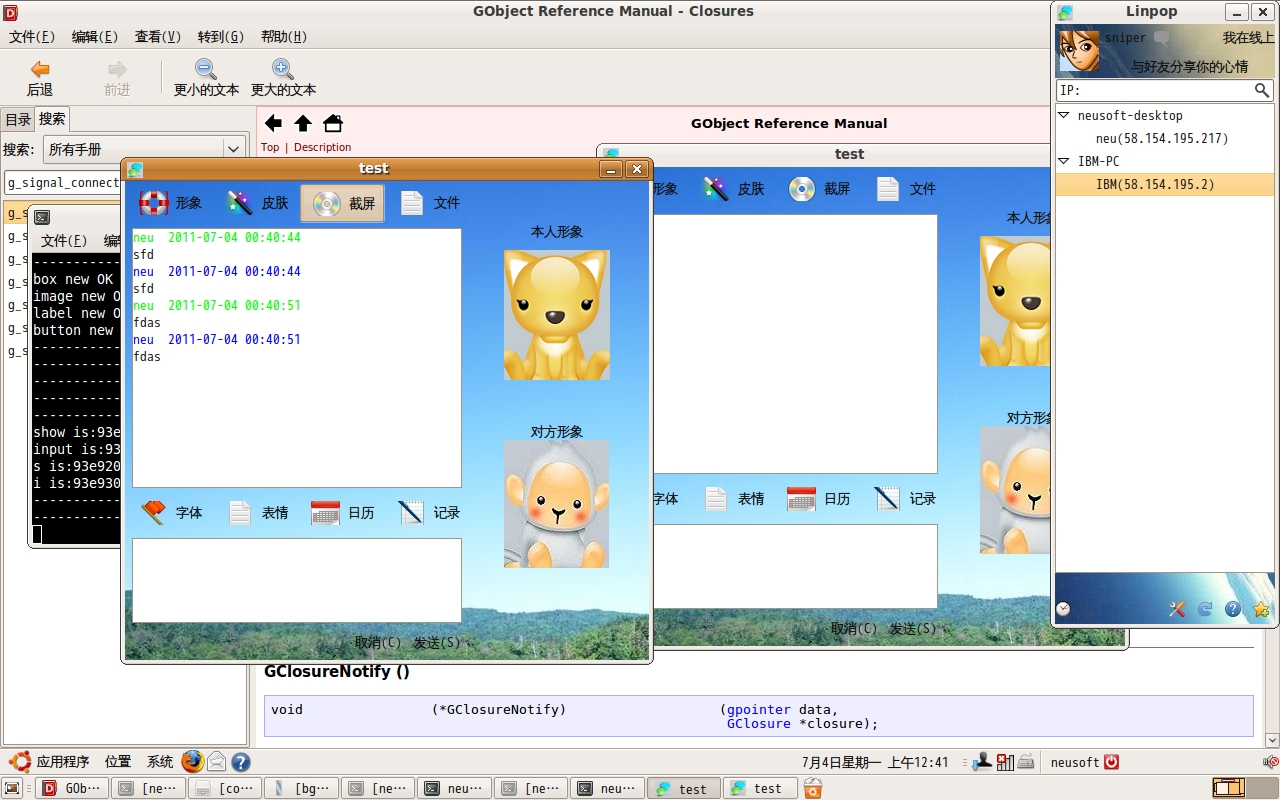 GObject Reference Manual - Closures
文件(F) 编辑(E) 查看(V) 转到(G) 帮助(H)
后退 前进 更小的文本 更大的文本
目录 搜索
搜索: 所有手册
g_signal_connect
g_s
g_s
g_s
g_s
g_s
g_s
g_s
GObject Reference Manual
Top | Description
文件(F) 编辑
box new OK
image new O
label new O
button new
show is:93e
input is:93
s is:93e920
i is:93e930
test
形象 皮肤 截屏 文件
neu 2011-07-04 00:40:44
sfd
neu 2011-07-04 00:40:44
sfd
neu 2011-07-04 00:40:51
fdas
neu 2011-07-04 00:40:51
fdas
本人形象
对方形象
字体 表情 日历 记录
取消(C) 发送(S)
test
形象 皮肤 截屏 文件
本人形象
对方形象
字体 表情 日历 记录
取消(C) 发送(S)
Linpop
sniper 我在线上
与好友分享你的心情
IP:
neusoft-desktop
neu(58.154.195.217)
IBM-PC
IBM(58.154.195.2)
GClosureNotify ()
void (*GClosureNotify) (gpointer data,
GClosure *closure);
应用程序 位置 系统 7月4日星期一 上午12:41 neusoft
GOb… [ne… [co… [bg… [ne… neu… [ne… neu… test test